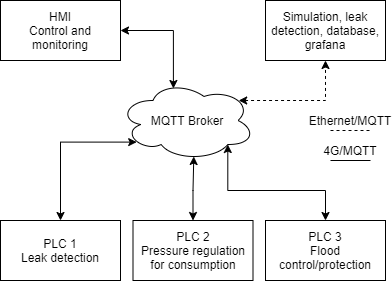 HMI
Control and
monitoring
Simulation, leak
detection, database,
grafana
MQTT Broker
Ethernet/MQTT
4G/MQTT
PLC 1
Leak detection
PLC 2
Pressure regulation
for consumption
PLC 3
Flood
control/protection